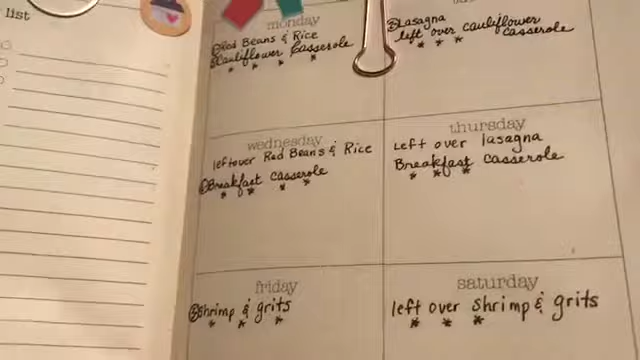 list
monday
Red Beans & Rice
Cauliflower Casserole
Lasagna
left over cauliflower
casserole
wednesday
leftover Red Beans & Rice
Breakfast casserole
thursday
Left over lasagna
Breakfast casserole
friday
Shrimp & grits
saturday
left over shrimp & grits